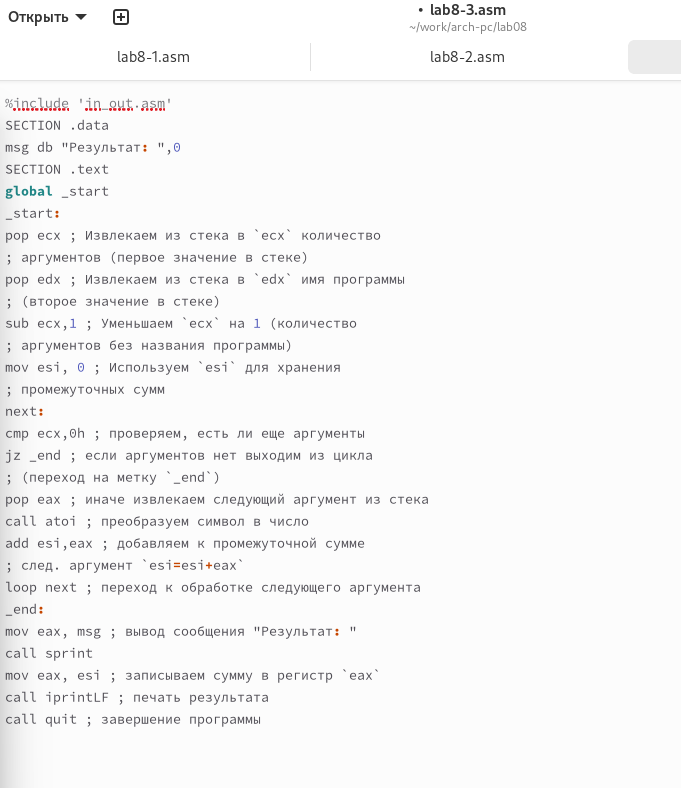 Открыть
• lab8-3.asm
~/work/arch-pc/lab08
lab8-1.asm
lab8-2.asm
%include 'in_out.asm'
SECTION .data
msg db "Результат: ",0
SECTION .text
global _start
_start:
pop ecx ; Извлекаем из стека в `ecx` количество
; аргументов (первое значение в стеке)
pop edx ; Извлекаем из стека в `edx` имя программы
; (второе значение в стеке)
sub ecx,1 ; Уменьшаем `ecx` на 1 (количество
; аргументов без названия программы)
mov esi, 0 ; Используем `esi` для хранения
; промежуточных сумм
next:
cmp ecx,0h ; проверяем, есть ли еще аргументы
jz _end ; если аргументов нет выходим из цикла
; (переход на метку `_end`)
pop eax ; иначе извлекаем следующий аргумент из стека
call atoi ; преобразуем символ в число
add esi,eax ; добавляем к промежуточной сумме
; след. аргумент `esi=esi+eax`
loop next ; переход к обработке следующего аргумента
_end:
mov eax, msg ; вывод сообщения "Результат: "
call sprint
mov eax, esi ; записываем сумму в регистр `eax`
call iprintLF ; печать результата
call quit ; завершение программы